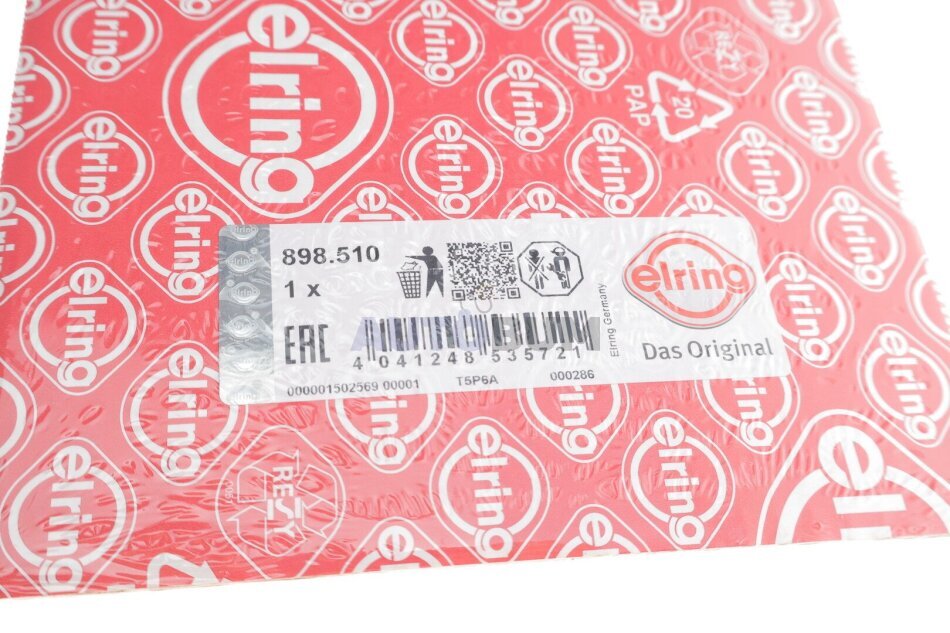 elring
PAP
20
RESY
898.510
1 x
elring
Das Original
Elring Germany
EAC
4 041248 535721
000001502569 00001 T5P6A 000286
RESY